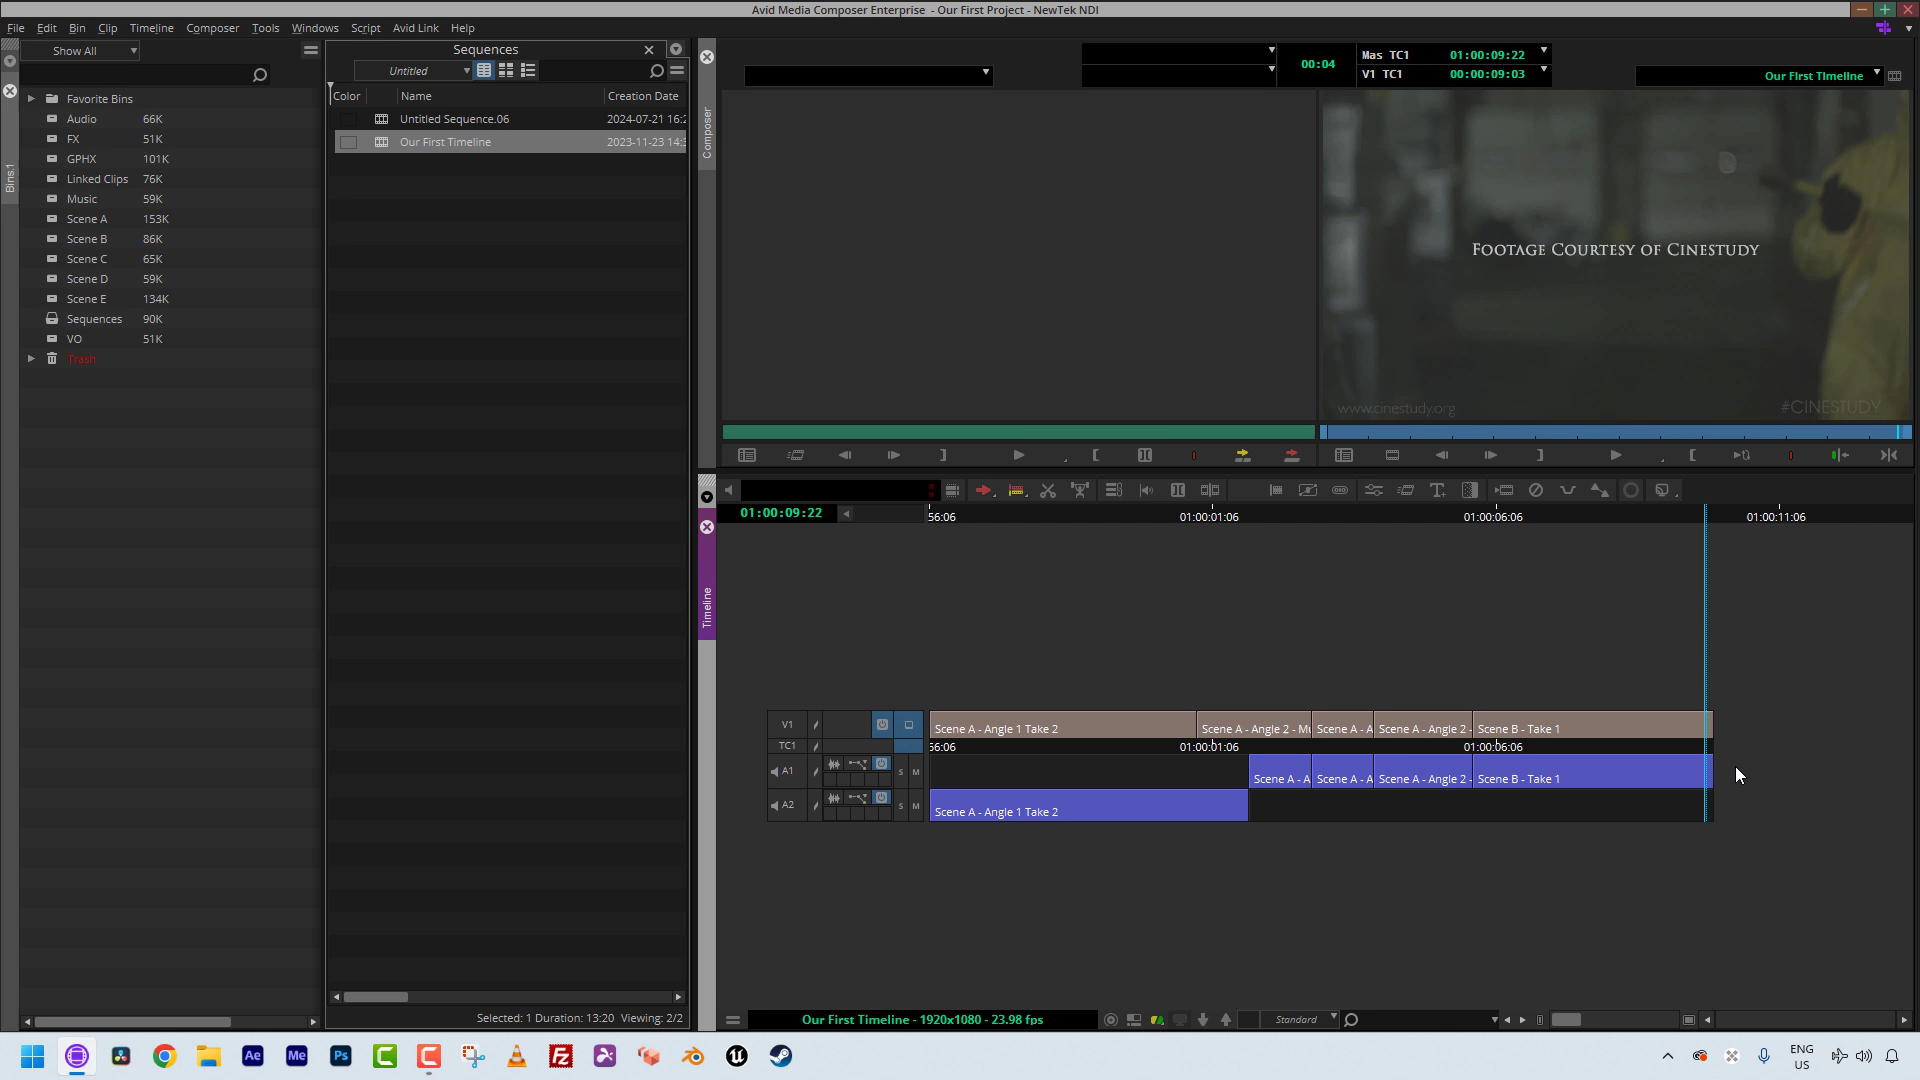 Avid Media Composer Enterprise - Our First Project - NewTek NDI
File Edit Bin Clip Timeline Composer Tools Windows Script Avid Link Help
Show All
Bins.1
Favorite Bins
Audio 66K
FX 51K
GPHX 101K
Linked Clips 76K
Music 59K
Scene A 153K
Scene B 86K
Scene C 65K
Scene D 59K
Scene E 134K
Sequences 90K
VO 51K
Trash
Sequences
Untitled
Color Name Creation Date
Untitled Sequence.06 2024-07-21 16:2
Our First Timeline 2023-11-23 14:3
Selected: 1 Duration: 13:20 Viewing: 2/2
Composer
00:04
Mas TC1 01:00:09:22
V1 TC1 00:00:09:03
Our First Timeline
Footage Courtesy of Cinestudy
www.cinestudy.org
#CINESTUDY
Timeline
01:00:09:22
56:06 01:00:01:06 01:00:06:06 01:00:11:06
V1 Scene A - Angle 1 Take 2 Scene A - Angle 2 - Mu Scene A - A Scene A - Angle 2 - Scene B - Take 1
TC1 56:06 01:00:01:06 01:00:06:06
A1 S M Scene A - A Scene A - A Scene A - Angle 2 - Scene B - Take 1
A2 S M Scene A - Angle 1 Take 2
Our First Timeline - 1920x1080 - 23.98 fps
Standard
Ae Me Ps
ENG
US